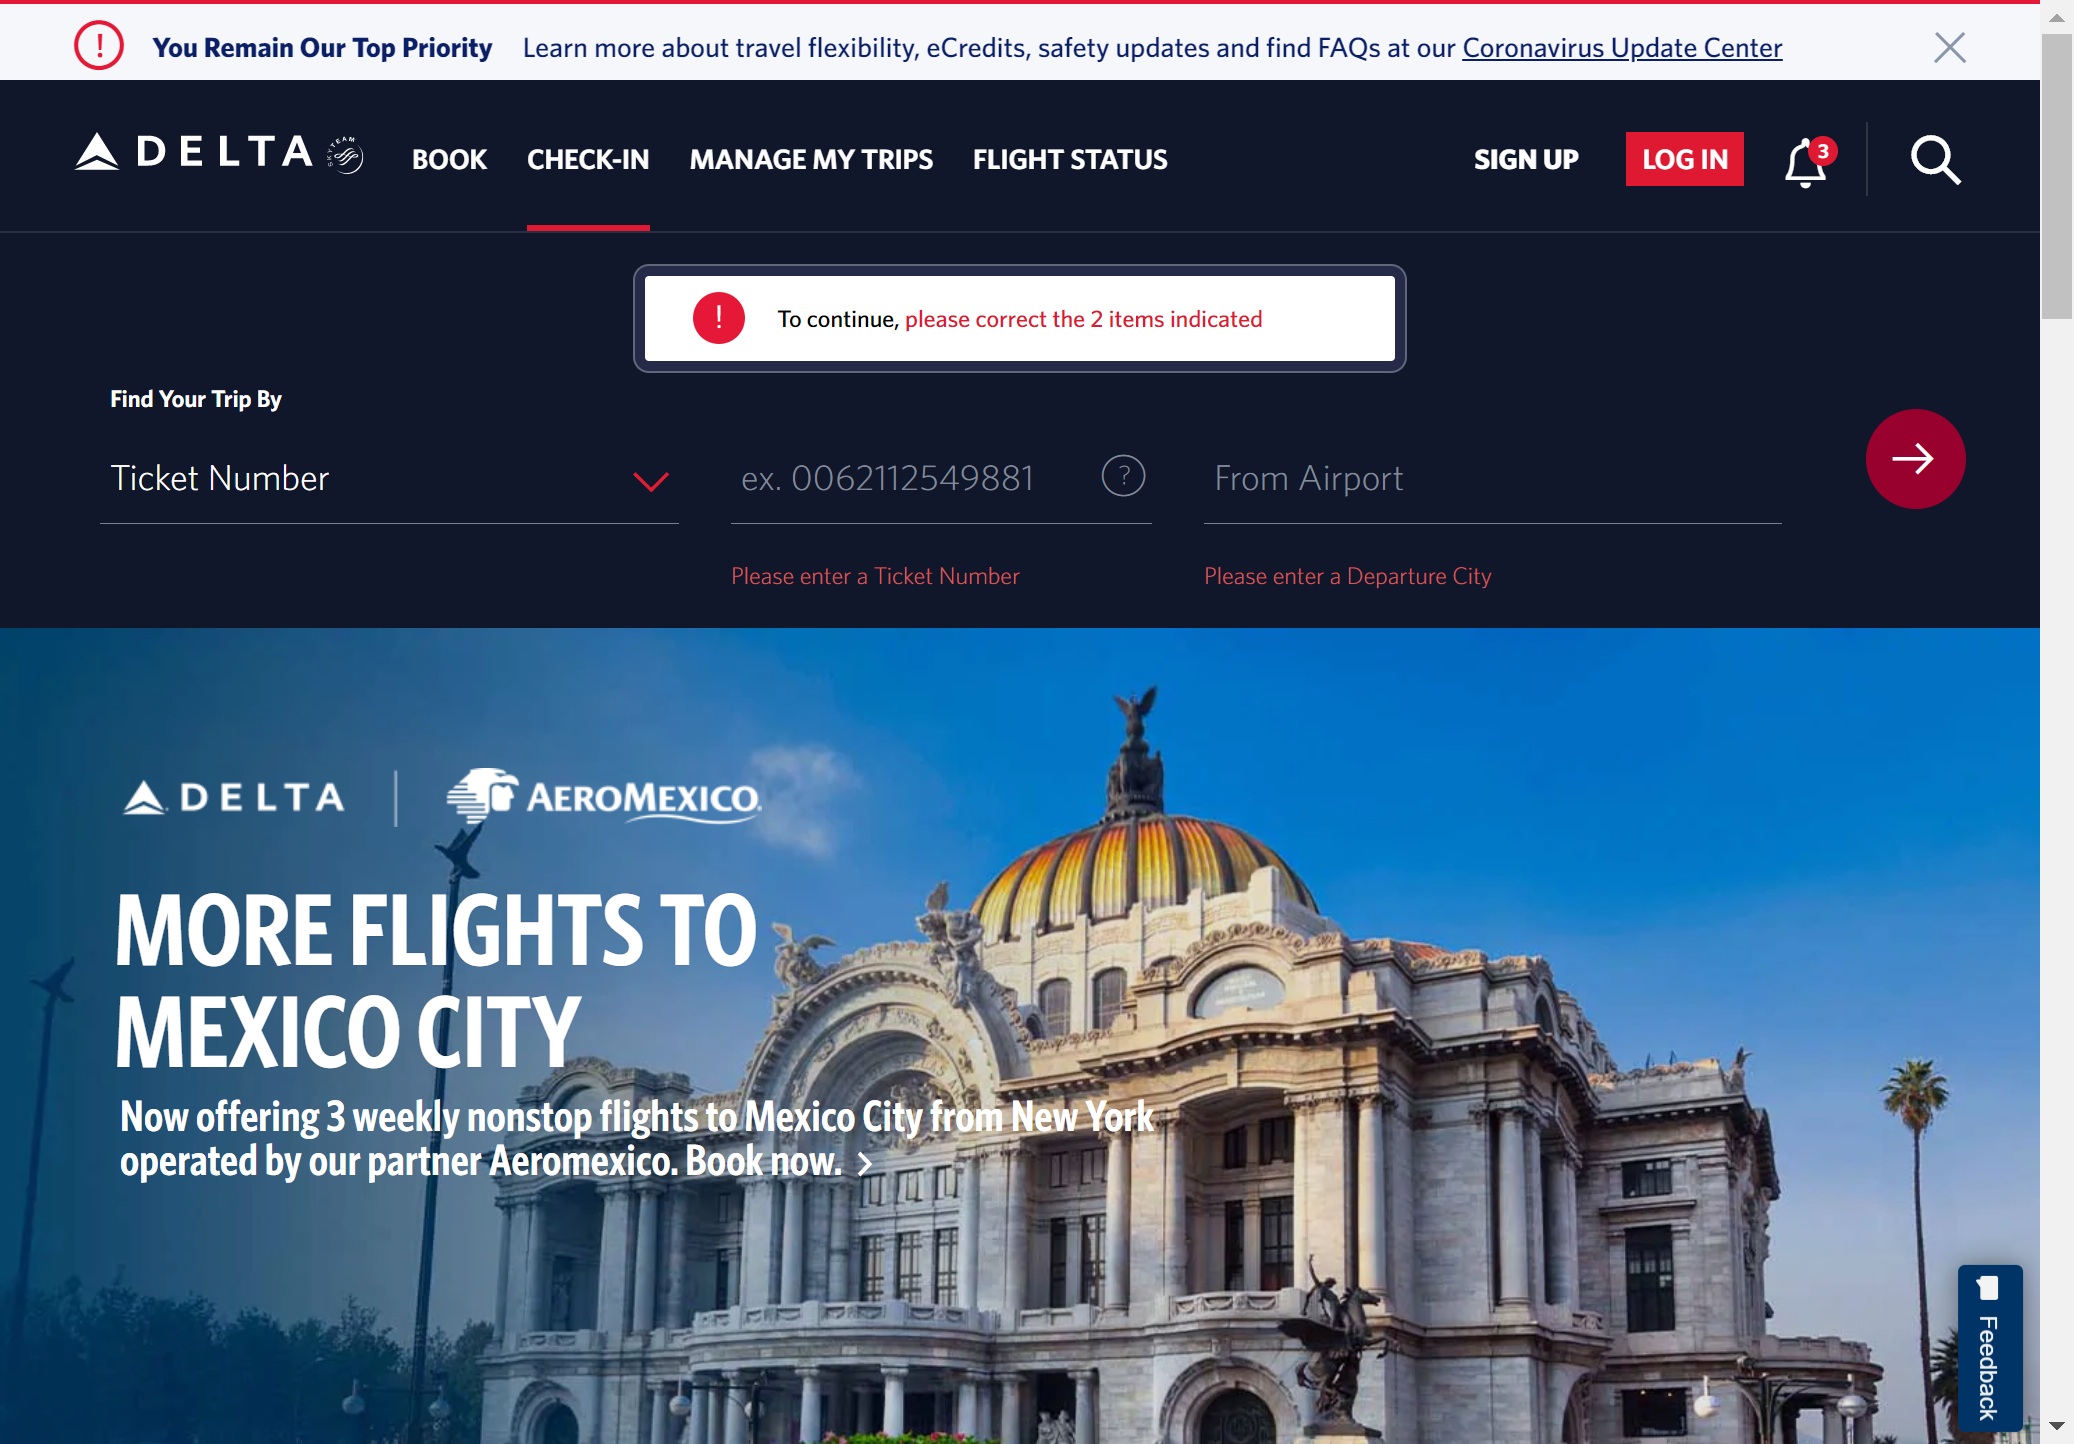 ! You Remain Our Top Priority Learn more about travel flexibility, eCredits, safety updates and find FAQs at our Coronavirus Update Center
DELTA SKYTEAM BOOK CHECK-IN MANAGE MY TRIPS FLIGHT STATUS SIGN UP LOG IN 3
! To continue, please correct the 2 items indicated
Find Your Trip By
Ticket Number ex. 0062112549881 ? From Airport
Please enter a Ticket Number Please enter a Departure City
DELTA AEROMEXICO.
MORE FLIGHTS TO
MEXICO CITY
Now offering 3 weekly nonstop flights to Mexico City from New York
operated by our partner Aeromexico. Book now.
Feedback